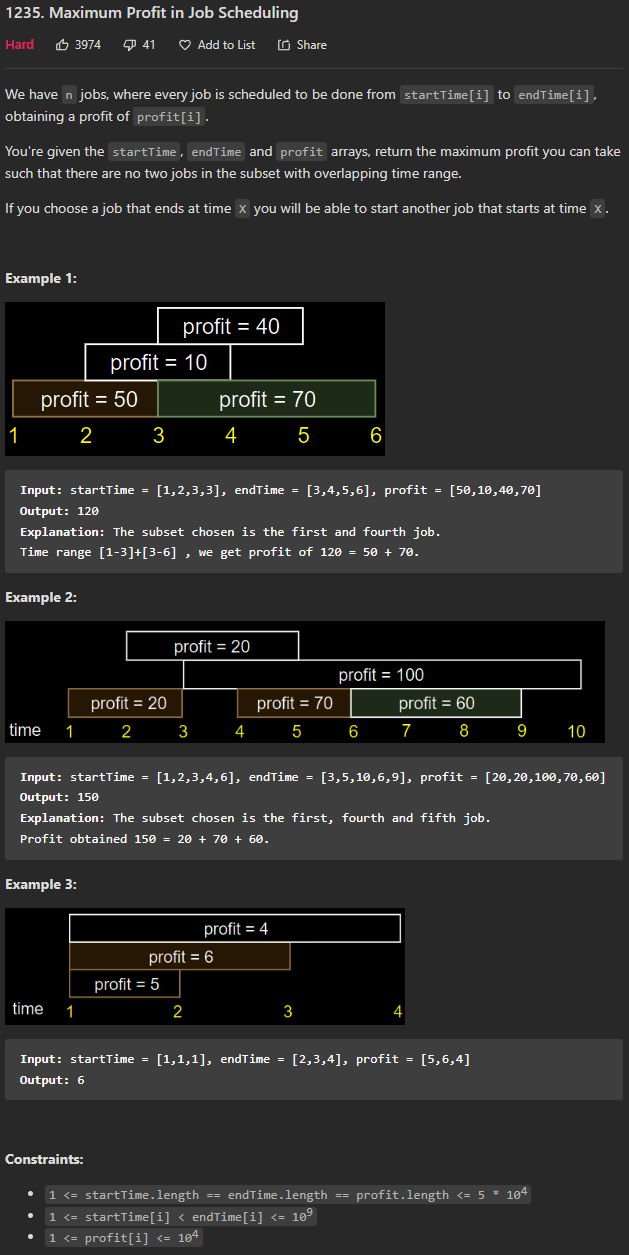 1235. Maximum Profit in Job Scheduling
Hard 3974 41 Add to List Share
We have n jobs, where every job is scheduled to be done from startTime[i] to endTime[i],
obtaining a profit of profit[i].
You're given the startTime, endTime and profit arrays, return the maximum profit you can take
such that there are no two jobs in the subset with overlapping time range.
If you choose a job that ends at time X you will be able to start another job that starts at time X.
Example 1:
profit = 40
profit = 10
profit = 50 profit = 70
1 2 3 4 5 6
Input: startTime = [1,2,3,3], endTime = [3,4,5,6], profit = [50,10,40,70]
Output: 120
Explanation: The subset chosen is the first and fourth job.
Time range [1-3]+[3-6] , we get profit of 120 = 50 + 70.
Example 2:
profit = 20
profit = 100
profit = 20 profit = 70 profit = 60
time 1 2 3 4 5 6 7 8 9 10
Input: startTime = [1,2,3,4,6], endTime = [3,5,10,6,9], profit = [20,20,100,70,60]
Output: 150
Explanation: The subset chosen is the first, fourth and fifth job.
Profit obtained 150 = 20 + 70 + 60.
Example 3:
profit = 4
profit = 6
profit = 5
time 1 2 3 4
Input: startTime = [1,1,1], endTime = [2,3,4], profit = [5,6,4]
Output: 6
Constraints:
• 1 <= startTime.length == endTime.length == profit.length <= 5 * 10⁴
• 1 <= startTime[i] < endTime[i] <= 10⁹
• 1 <= profit[i] <= 10⁴